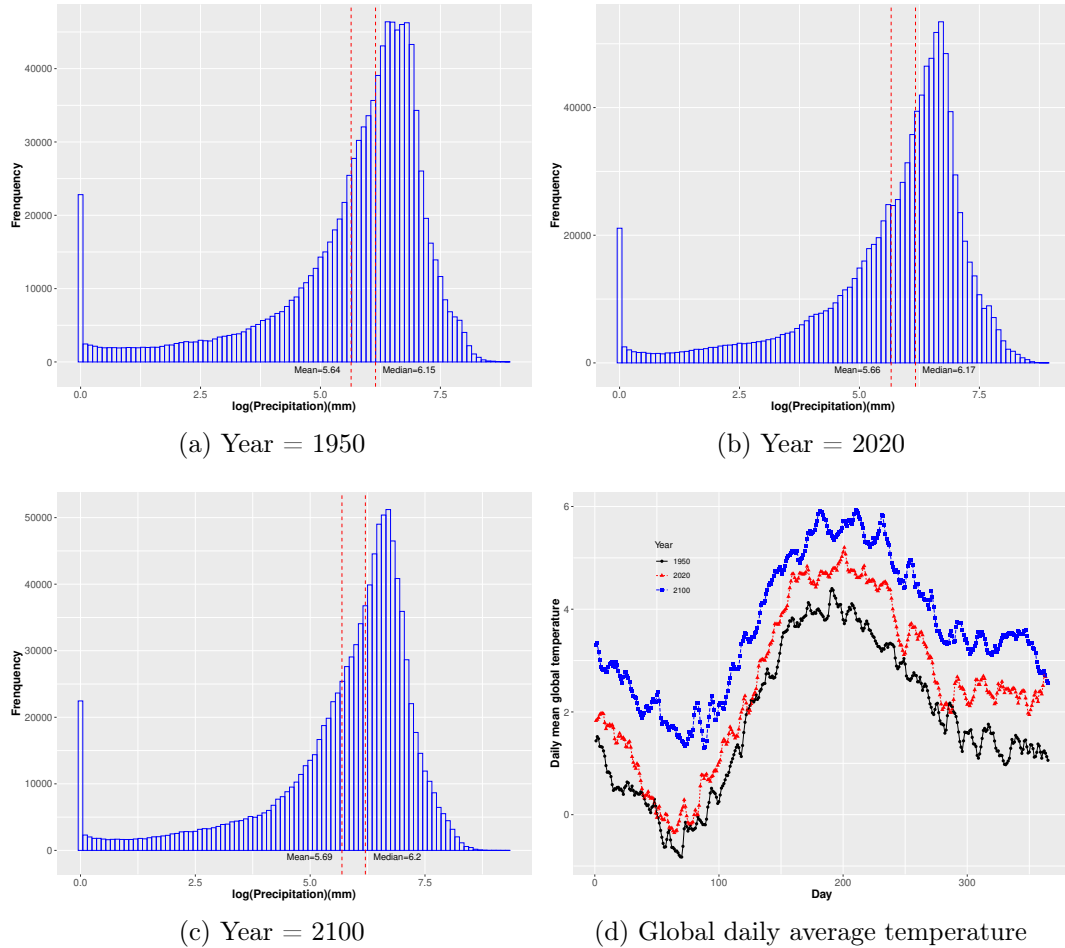 Frenquency
40000
30000
20000
10000
0
Mean=5.64
Median=6.15
0.0
2.5
5.0
7.5
log(Precipitation)(mm)
(a) Year = 1950
Frenquency
40000
20000
0
Mean=5.66
Median=6.17
0.0
2.5
5.0
7.5
log(Precipitation)(mm)
(b) Year = 2020
Frenquency
50000
40000
30000
20000
10000
0
Mean=5.69
Median=6.2
0.0
2.5
5.0
7.5
log(Precipitation)(mm)
(c) Year = 2100
Daily mean global temperature
6
4
2
0
Year
1950
2020
2100
0
100
200
300
Day
(d) Global daily average temperature